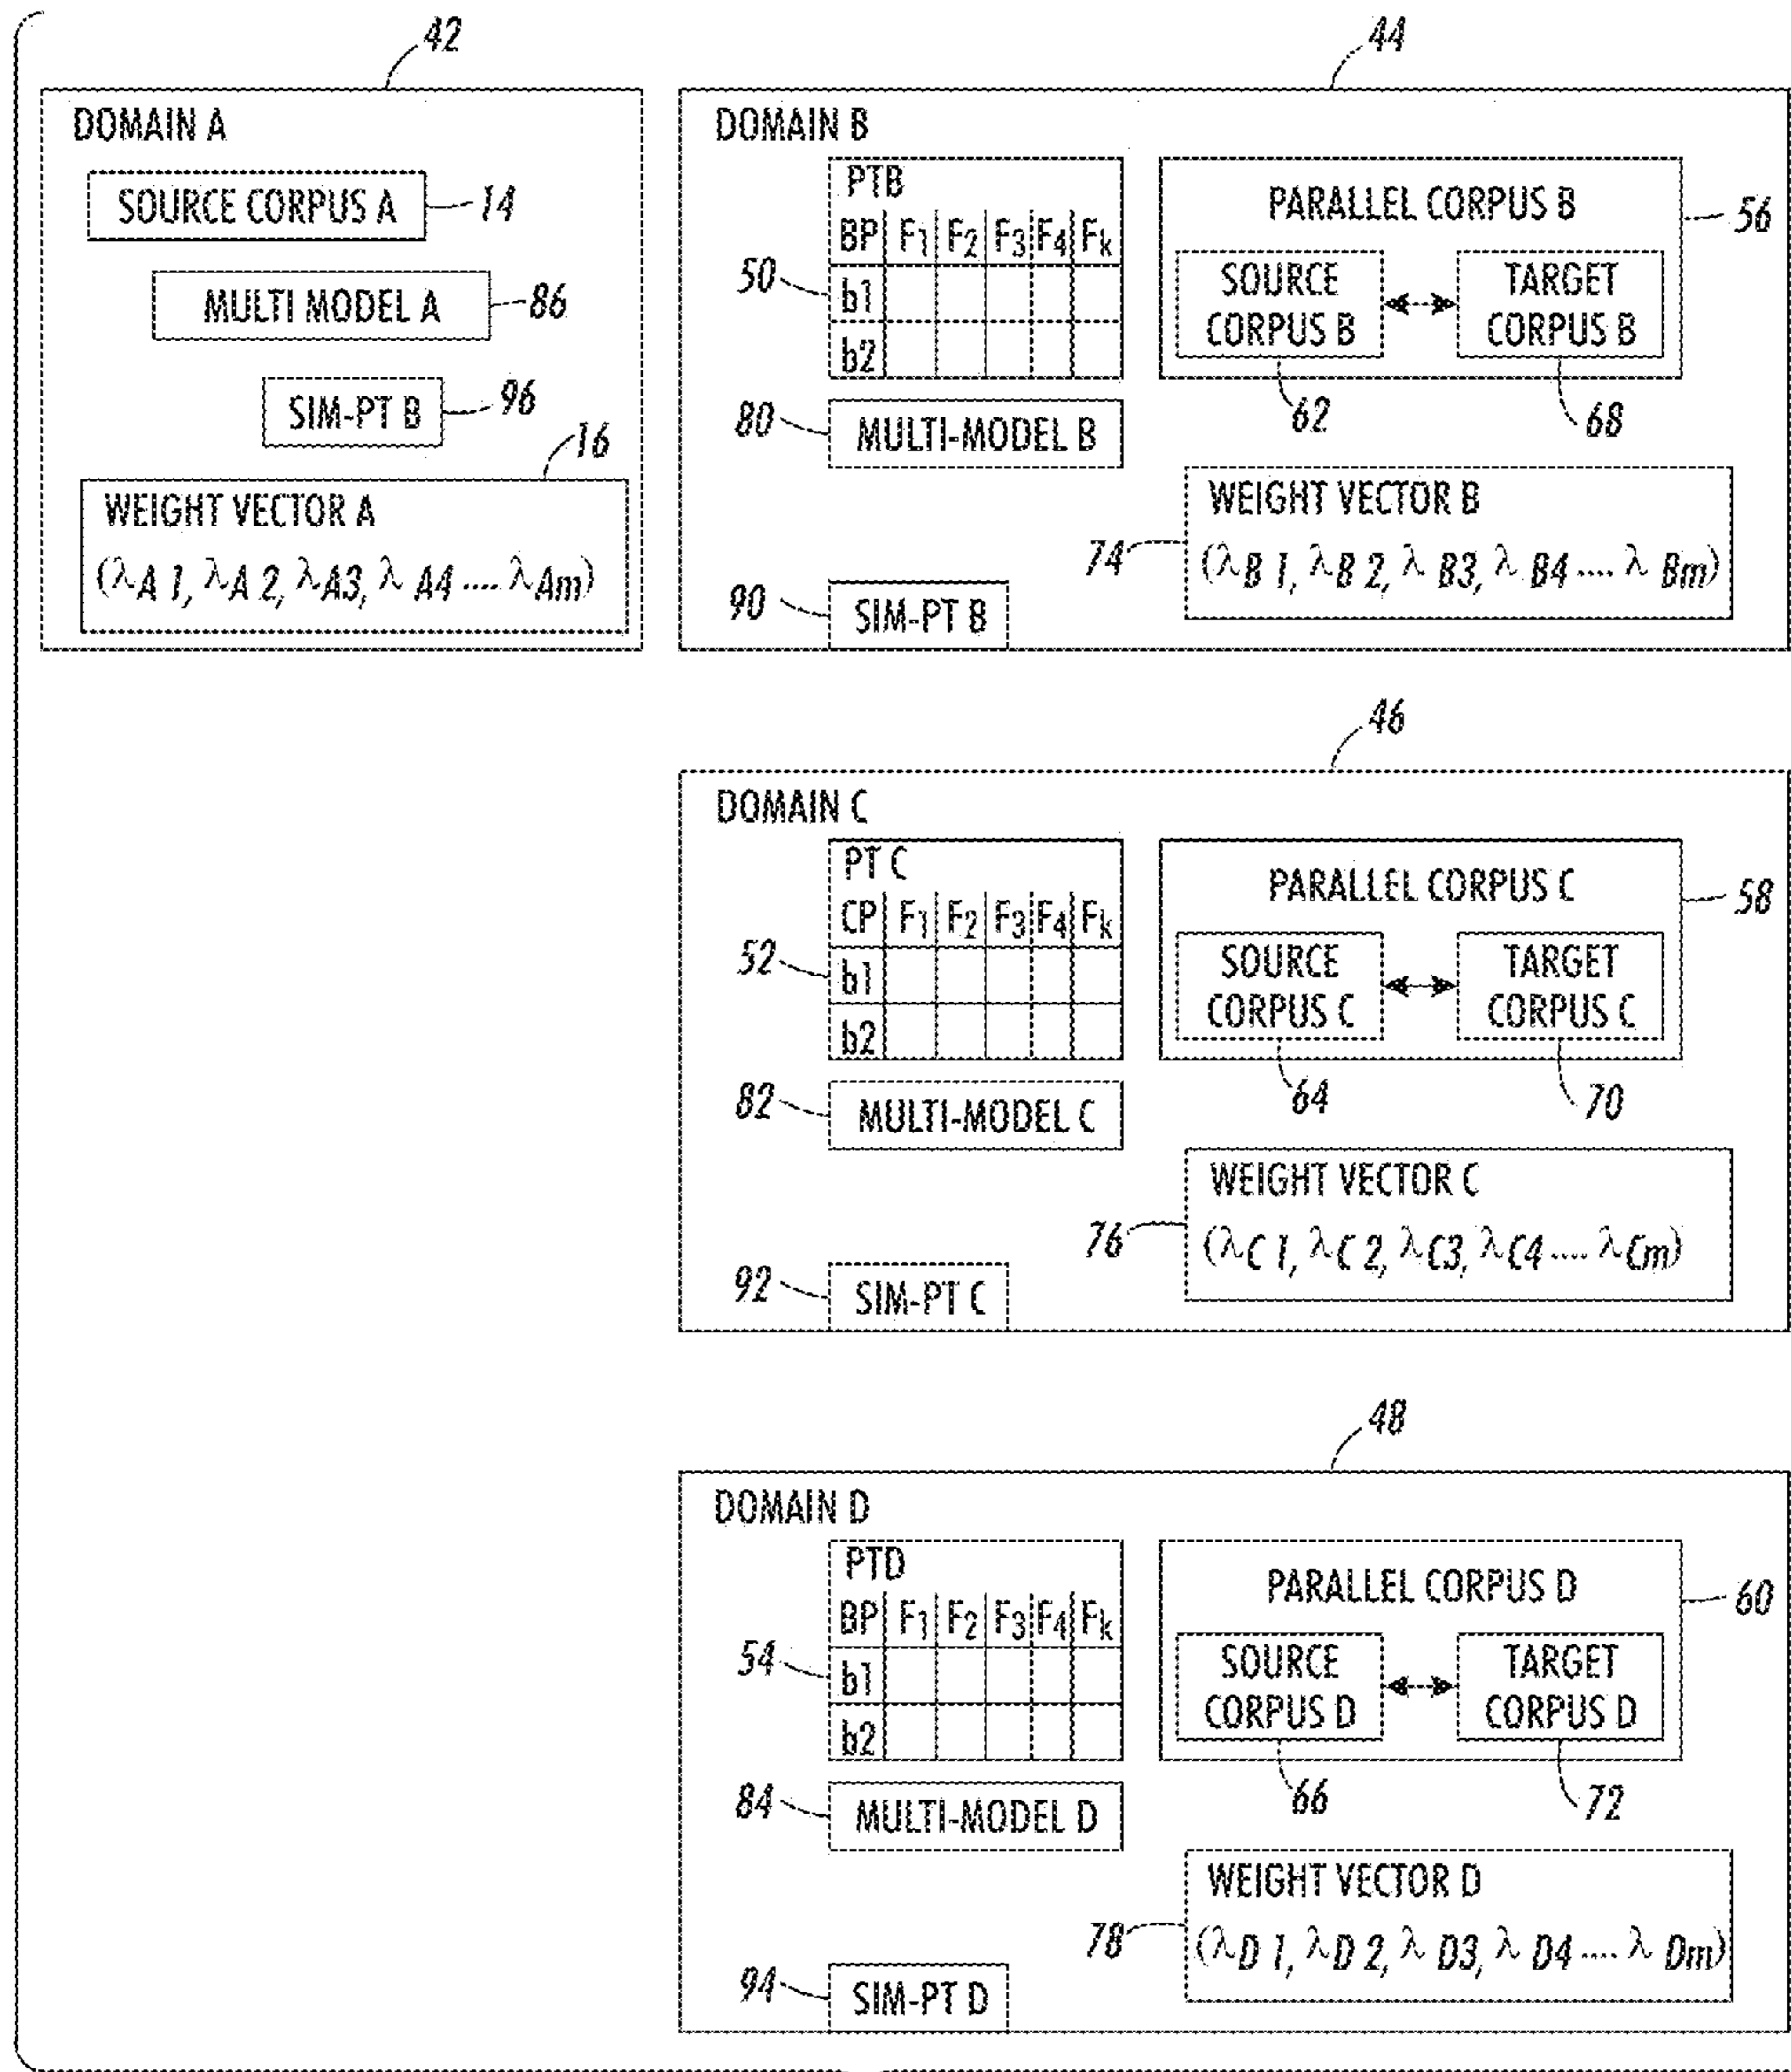 42
DOMAIN A
SOURCE CORPUS A
14
MULTI MODEL A
86
SIM-PT B
96
16
WEIGHT VECTOR A
(λA 1, λA 2, λA3, λ A4 .... λAm)
44
DOMAIN B
PTB
BP F1 F2 F3 F4 Fk
b1
b2
50
PARALLEL CORPUS B
56
SOURCE
CORPUS B
TARGET
CORPUS B
62
68
80
MULTI-MODEL B
WEIGHT VECTOR B
(λB 1, λB 2, λ B3, λ B4 .... λ Bm)
74
90
SIM-PT B
46
DOMAIN C
PT C
CP F1 F2 F3 F4 Fk
b1
b2
52
PARALLEL CORPUS C
58
SOURCE
CORPUS C
TARGET
CORPUS C
64
70
82
MULTI-MODEL C
WEIGHT VECTOR C
(λC 1, λC 2, λC3, λC4 .... λCm)
76
92
SIM-PT C
48
DOMAIN D
PTD
BP F1 F2 F3 F4 Fk
b1
b2
54
PARALLEL CORPUS D
60
SOURCE
CORPUS D
TARGET
CORPUS D
66
72
84
MULTI-MODEL D
WEIGHT VECTOR D
(λD 1, λD 2, λ D3, λ D4 .... λ Dm)
78
94
SIM-PT D